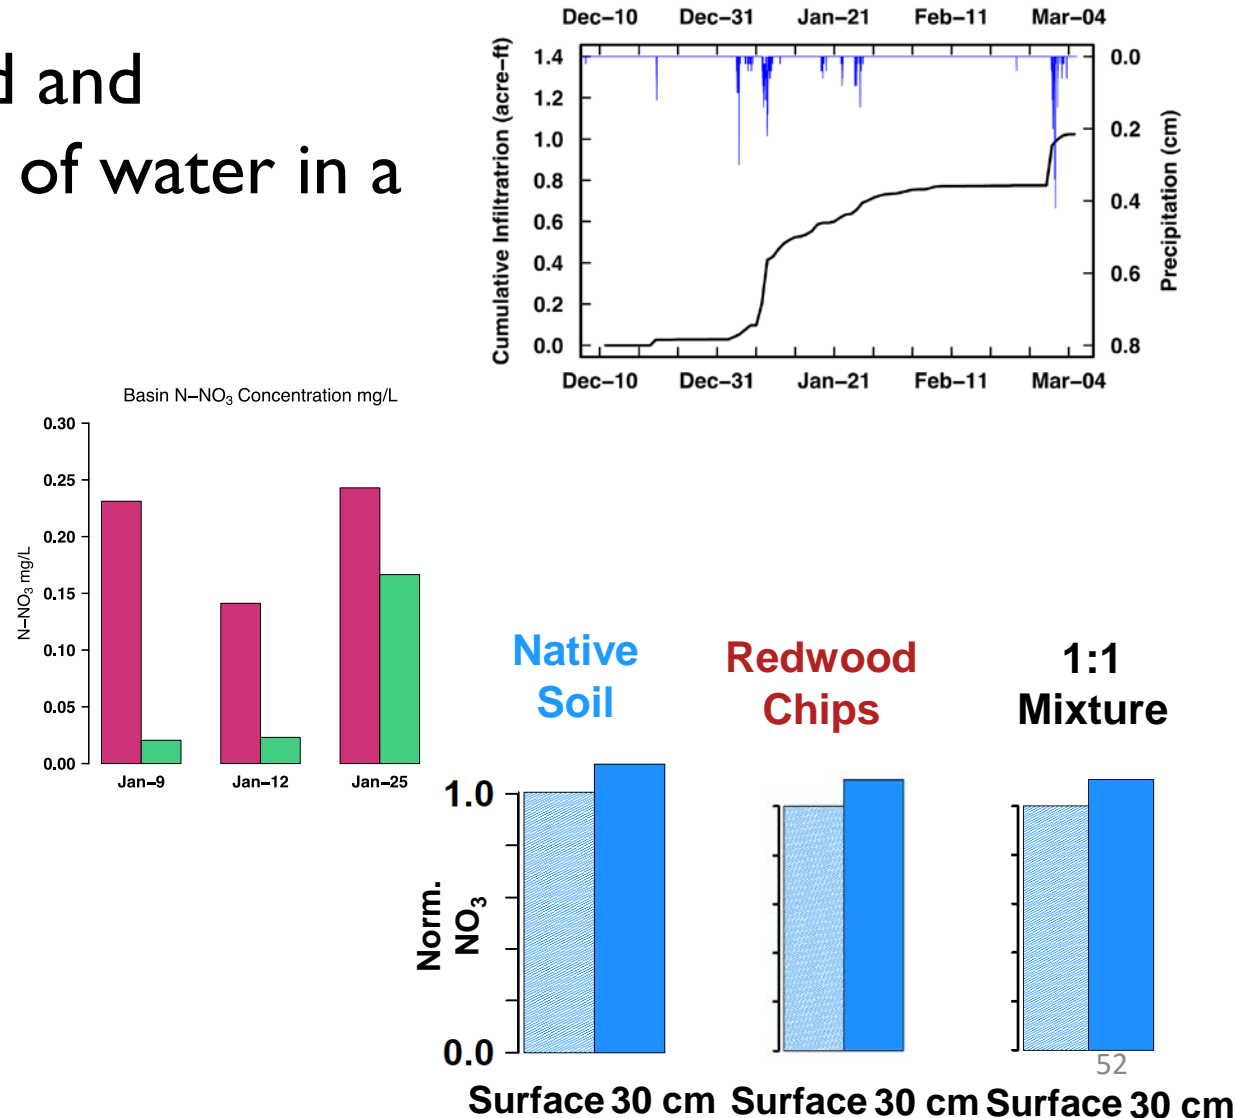 d and
of water in a
Dec–10 Dec–31 Jan–21 Feb–11 Mar–04
Cumulative Infiltratrion (acre–ft)
1.4
1.2
1.0
0.8
0.6
0.4
0.2
0.0
0.0
0.2
0.4
0.6
0.8
Precipitation (cm)
Dec–10 Dec–31 Jan–21 Feb–11 Mar–04
Basin N–NO₃ Concentration mg/L
N–NO₃ mg/L
0.30
0.25
0.20
0.15
0.10
0.05
0.00
Jan–9 Jan–12 Jan–25
Native
Soil
Redwood
Chips
1:1
Mixture
Norm.
NO₃
1.0
0.0
52
Surface 30 cm Surface 30 cm Surface 30 cm